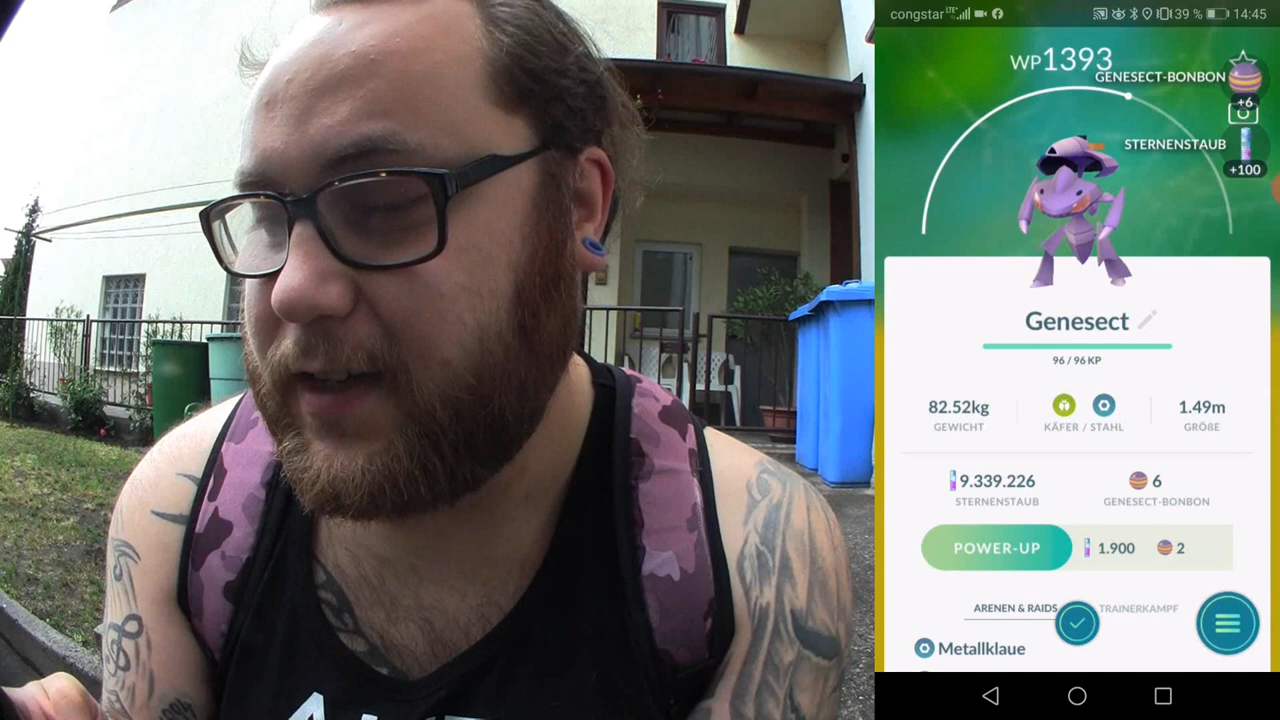 congstar LTE 39 % 14:45
WP1393
GENESECT-BONBON
+6
STERNENSTAUB
+100
Genesect
96 / 96 KP
82.52kg
GEWICHT
KÄFER / STAHL
1.49m
GRÖẞE
9.339.226
STERNENSTAUB
6
GENESECT-BONBON
POWER-UP 1.900 2
ARENEN & RAIDS TRAINERKAMPF
Metallklaue